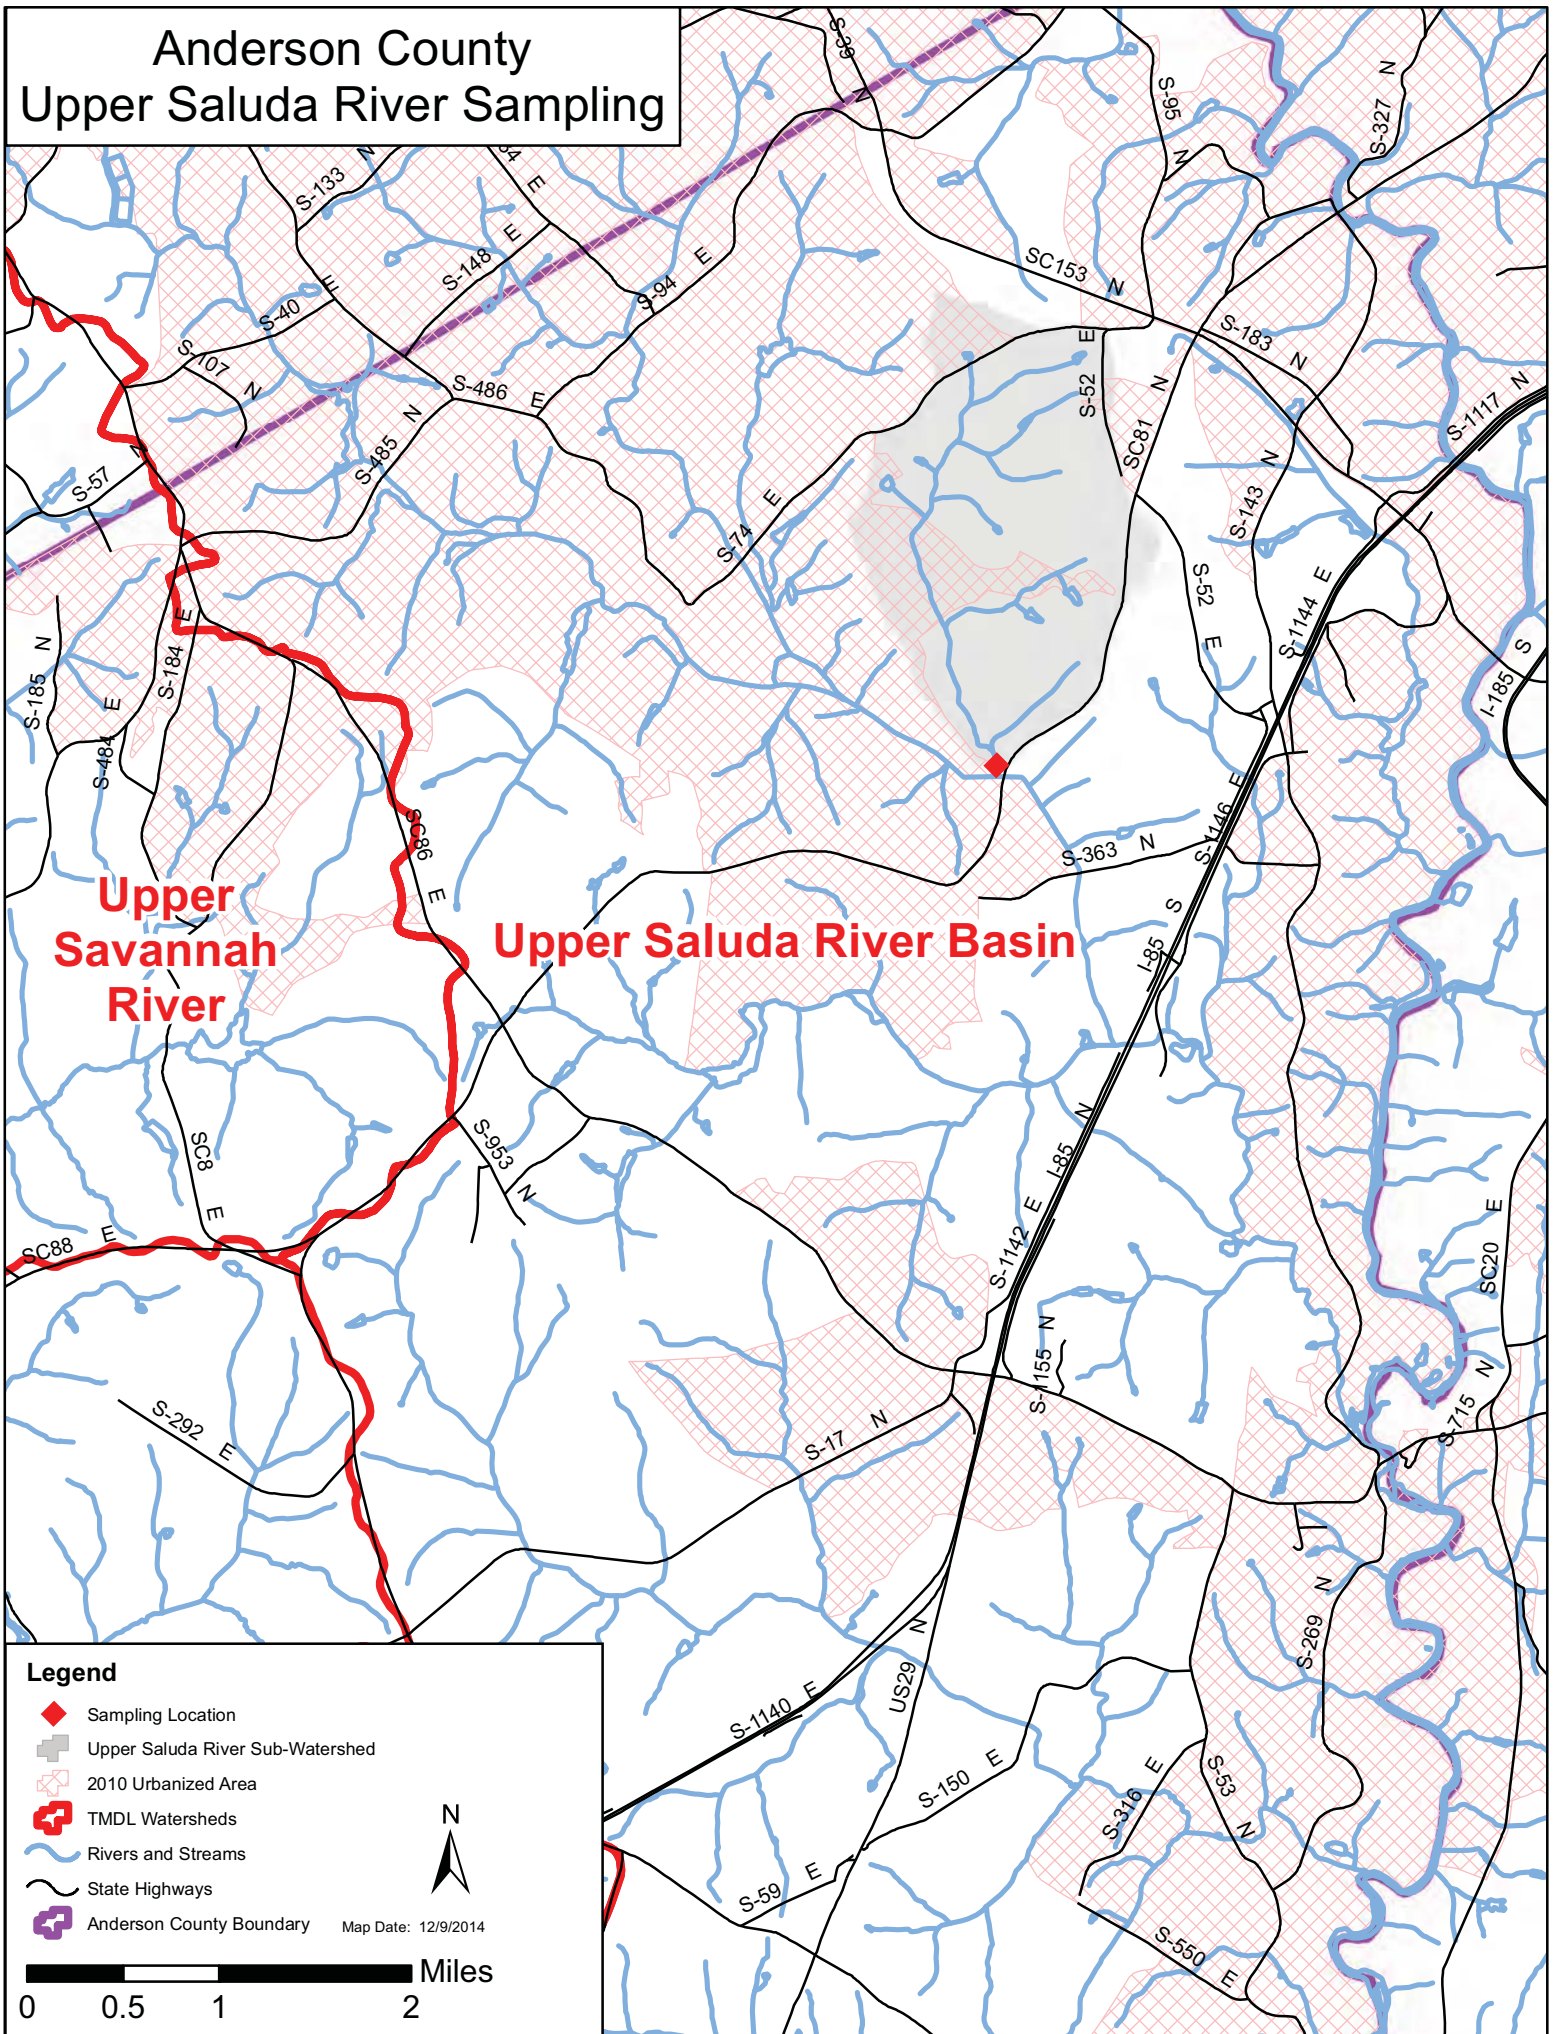 Anderson County
Upper Saluda River Sampling
S-39 N
S-95 N
S-327 N
S-133 N
E
S-148 E
S-94 E
S-40 E
S-107 N
SC153 N
S-183 N
S-486 E
S-485 N
S-52 E
SC81 N
S-1117 N
S-57 N
S-74 E
S-143 N
S-52 E
S-1144 E
S-185 N
S-184 E
S-484 E
I-185 S
SC86 E
S-363 N
S-1146 E
Upper
Savannah
River
Upper Saluda River Basin
I-85 S
I-85 N
SC8 E
S-953 N
SC88 E
S-1142 E
SC20 E
S-1155 N
S-292 E
S-17 N
S-715 N
S-269 N
US29 N
S-1140 E
S-150 E
S-316 E
S-53 N
S-59 E
S-550 E
Legend
Sampling Location
Upper Saluda River Sub-Watershed
2010 Urbanized Area
TMDL Watersheds
Rivers and Streams
State Highways
Anderson County Boundary
N
Map Date: 12/9/2014
Miles
0 0.5 1 2